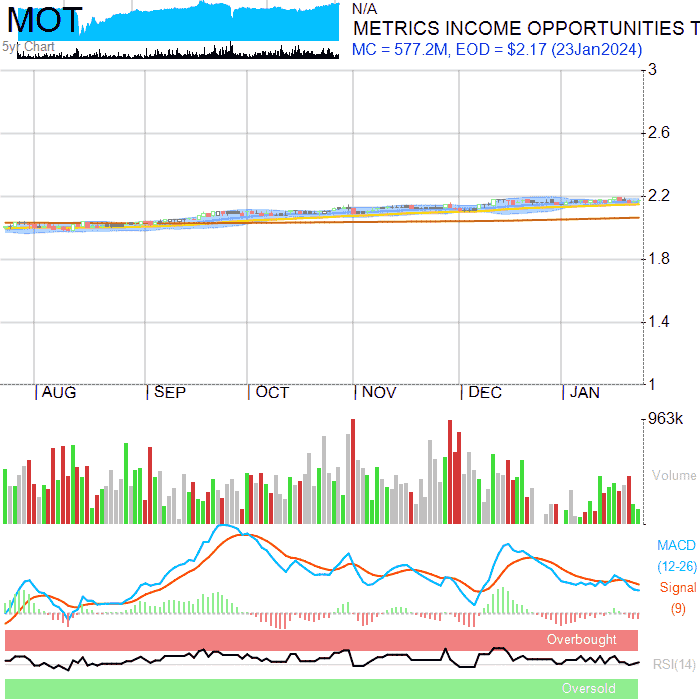 MOT
5yr Chart
N/A
METRICS INCOME OPPORTUNITIES T
MC = 577.2M, EOD = $2.17 (23Jan2024)
3
2.6
2.2
1.8
1.4
1
AUG SEP OCT NOV DEC JAN
963k
Volume
MACD
(12-26)
Signal
(9)
Overbought
RSI(14)
Oversold